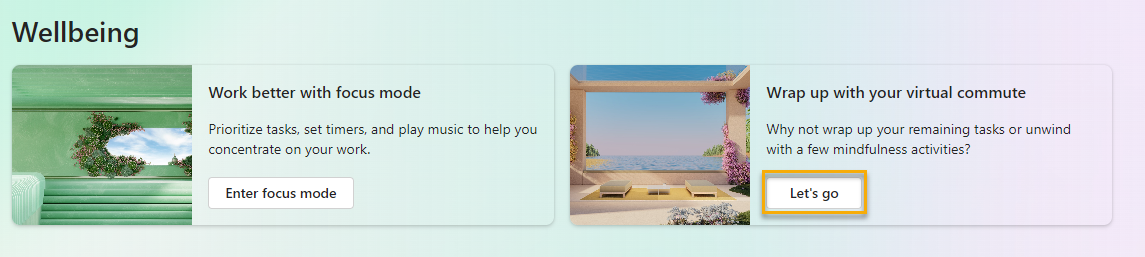 Wellbeing
Work better with focus mode
Prioritize tasks, set timers, and play music to help you
concentrate on your work.
Enter focus mode
Wrap up with your virtual commute
Why not wrap up your remaining tasks or unwind
with a few mindfulness activities?
Let's go